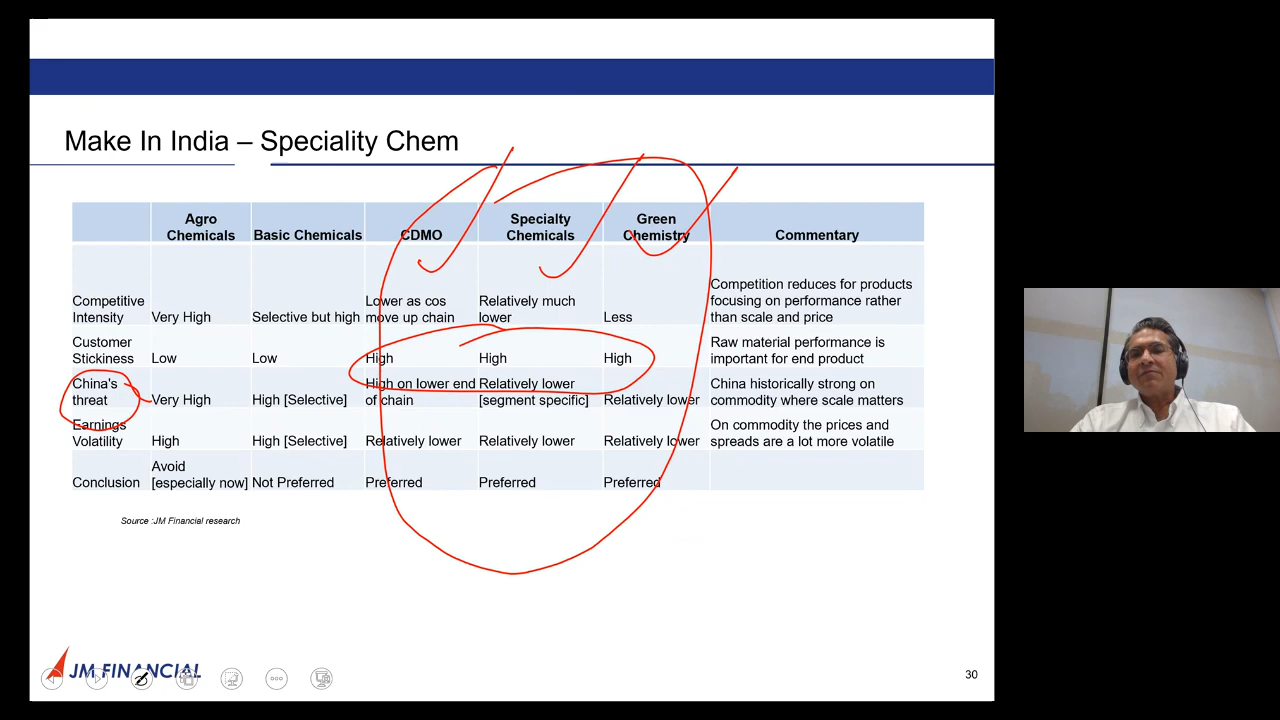 Make In India – Speciality Chem
Agro
Chemicals
Basic Chemicals
CDMO
Specialty
Chemicals
Green
Chemistry
Commentary
Competitive
Intensity
Very High
Selective but high
Lower as cos
move up chain
Relatively much
lower
Less
Competition reduces for products
focusing on performance rather
than scale and price
Customer
Stickiness
Low
Low
High
High
High
Raw material performance is
important for end product
China's
threat
Very High
High [Selective]
High on lower end
of chain
Relatively lower
[segment specific]
Relatively lower
China historically strong on
commodity where scale matters
Earnings
Volatility
High
High [Selective]
Relatively lower
Relatively lower
Relatively lower
On commodity the prices and
spreads are a lot more volatile
Conclusion
Avoid
[especially now]
Not Preferred
Preferred
Preferred
Preferred
Source :JM Financial research
JM FINANCIAL
30